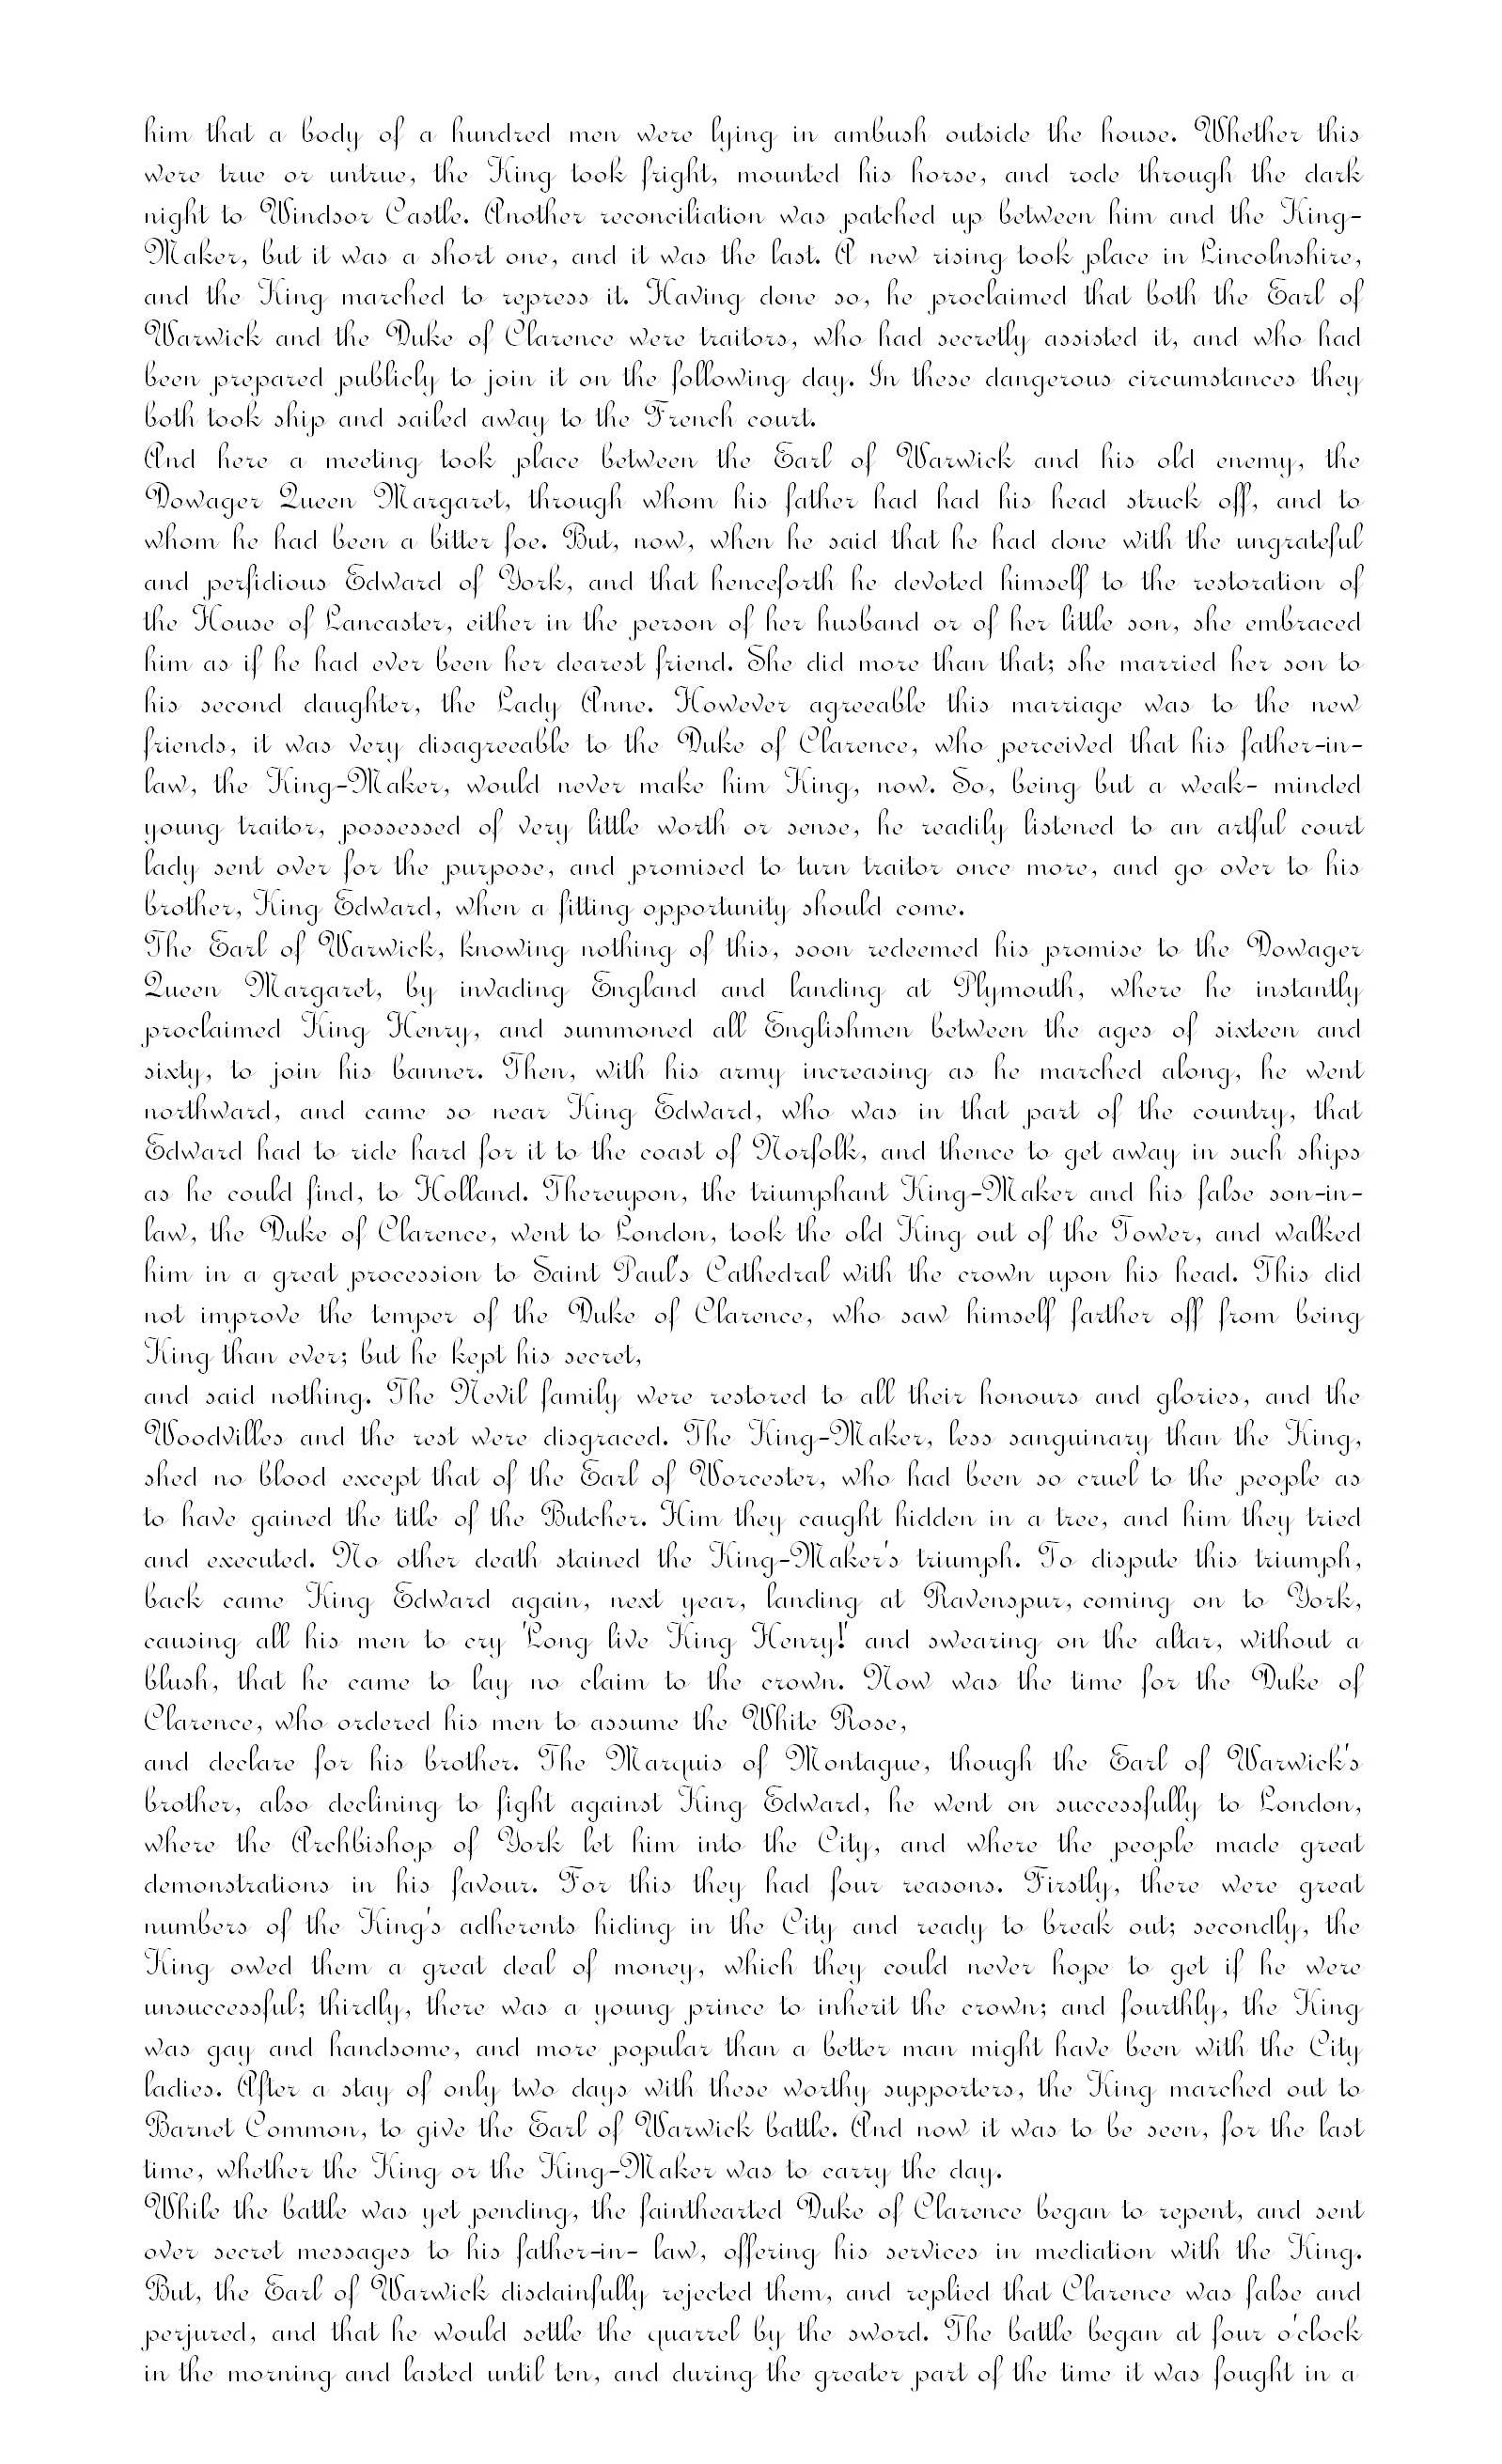 him that a body of a hundred men were lying in ambush outside the house. Whether this
were true or untrue, the King took fright, mounted his horse, and rode through the dark
night to Windsor Castle. Another reconciliation was patched up between him and the King-
Maker, but it was a short one, and it was the last. A new rising took place in Lincolnshire,
and the King marched to repress it. Having done so, he proclaimed that both the Earl of
Warwick and the Duke of Clarence were traitors, who had secretly assisted it, and who had
been prepared publicly to join it on the following day. In these dangerous circumstances they
both took ship and sailed away to the French court.
And here a meeting took place between the Earl of Warwick and his old enemy, the
Dowager Queen Margaret, through whom his father had had his head struck off, and to
whom he had been a bitter foe. But, now, when he said that he had done with the ungrateful
and perfidious Edward of York, and that henceforth he devoted himself to the restoration of
the House of Lancaster, either in the person of her husband or of her little son, she embraced
him as if he had ever been her dearest friend. She did more than that; she married her son to
his second daughter, the Lady Anne. However agreeable this marriage was to the new
friends, it was very disagreeable to the Duke of Clarence, who perceived that his father-in-
law, the King-Maker, would never make him King, now. So, being but a weak- minded
young traitor, possessed of very little worth or sense, he readily listened to an artful court
lady sent over for the purpose, and promised to turn traitor once more, and go over to his
brother, King Edward, when a fitting opportunity should come.
The Earl of Warwick, knowing nothing of this, soon redeemed his promise to the Dowager
Queen Margaret, by invading England and landing at Plymouth, where he instantly
proclaimed King Henry, and summoned all Englishmen between the ages of sixteen and
sixty, to join his banner. Then, with his army increasing as he marched along, he went
northward, and came so near King Edward, who was in that part of the country, that
Edward had to ride hard for it to the coast of Norfolk, and thence to get away in such ships
as he could find, to Holland. Thereupon, the triumphant King-Maker and his false son-in-
law, the Duke of Clarence, went to London, took the old King out of the Tower, and walked
him in a great procession to Saint Paul's Cathedral with the crown upon his head. This did
not improve the temper of the Duke of Clarence, who saw himself farther off from being
King than ever; but he kept his secret,
and said nothing. The Nevil family were restored to all their honours and glories, and the
Woodvilles and the rest were disgraced. The King-Maker, less sanguinary than the King,
shed no blood except that of the Earl of Worcester, who had been so cruel to the people as
to have gained the title of the Butcher. Him they caught hidden in a tree, and him they tried
and executed. No other death stained the King-Maker's triumph. To dispute this triumph,
back came King Edward again, next year, landing at Ravenspur, coming on to York,
causing all his men to cry 'Long live King Henry!' and swearing on the altar, without a
blush, that he came to lay no claim to the crown. Now was the time for the Duke of
Clarence, who ordered his men to assume the White Rose,
and declare for his brother. The Marquis of Montague, though the Earl of Warwick's
brother, also declining to fight against King Edward, he went on successfully to London,
where the Archbishop of York let him into the City, and where the people made great
demonstrations in his favour. For this they had four reasons. Firstly, there were great
numbers of the King's adherents hiding in the City and ready to break out; secondly, the
King owed them a great deal of money, which they could never hope to get if he were
unsuccessful; thirdly, there was a young prince to inherit the crown; and fourthly, the King
was gay and handsome, and more popular than a better man might have been with the City
ladies. After a stay of only two days with these worthy supporters, the King marched out to
Barnet Common, to give the Earl of Warwick battle. And now it was to be seen, for the last
time, whether the King or the King-Maker was to carry the day.
While the battle was yet pending, the fainthearted Duke of Clarence began to repent, and sent
over secret messages to his father-in- law, offering his services in mediation with the King.
But, the Earl of Warwick disdainfully rejected them, and replied that Clarence was false and
perjured, and that he would settle the quarrel by the sword. The battle began at four o'clock
in the morning and lasted until ten, and during the greater part of the time it was fought in a